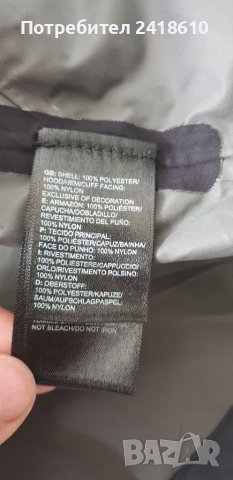 Потребител 2418610
GB: SHELL: 100% POLYESTER/
HOOD/HEM/CUFF FACING:
100% NYLON
EXCLUSIVE OF DECORATION
E: ARMAZON: 100% POLIÉSTER/
CAPUCHA/DOBLADILLO/
REVESTIMIENTO DEL PUÑO:
100% NYLON
P: TECIDO PRINCIPAL:
100% POLIÉSTER/CAPUZ/BAINHA/
FACE DO PUNHO: 100% NYLON
I: RIVESTIMENTO:
100% POLIESTERE/CAPPUCCIO/
ORLO/RIVESTIMENTO POLSINO:
100% NYLON
D: OBERSTOFF:
100% POLYESTER/KAPUZE/
SAUM/AUFSCHLAGSPASPEL:
100% NYLON
NOT BLEACH/DO NOT IRON,
BAZAR.bg